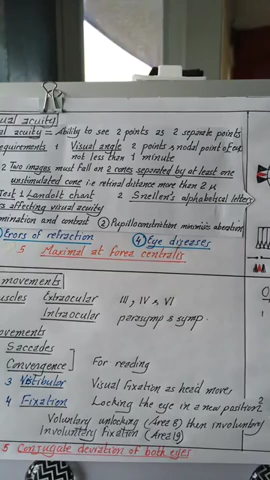 ual acuity
al acuity = Ability to see 2 points as 2 separate points
equirements 1 Visual angle 2 points & nodal point of eye
not less than 1 minute
2 Two images must fall on 2 cones separated by at least one
unstimulated cone i.e retinal distance more than 2 µ
Test 1 Landolt chart 2 Snellen's alphabetical letters
rs affecting visual acuity
mination and contrast ② Pupilloconstriction minimizes aberration
Errors of refraction ④ Eye diseases
5 Maximal at fovea centralis
movements
uscles Extraocular III, IV & VI
Intraocular parasymp & symp.
ovements
Saccades
Convergence ] For reading
3 Vestibular Visual Fixation as head moves
4 Fixation Locking the eye in a new position
Voluntary unlocking (Area 8) then involuntary
Involuntary fixation (Area 19)
5 Conjugate deviation of both eyes